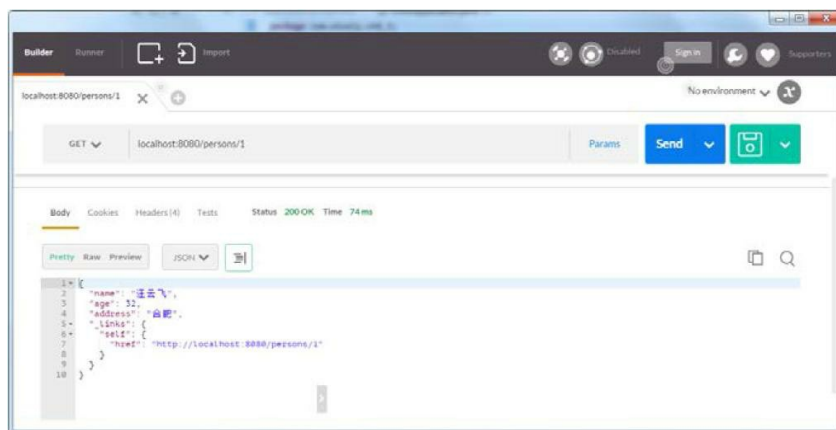 Builder Runner Import Disabled Sign in Supporters
localhost:8080/persons/1 No environment
GET localhost:8080/persons/1 Params Send
Body Cookies Headers (4) Tests Status 200 OK Time 74 ms
Pretty Raw Preview JSON
1 {
2 "name": "汪云飞",
3 "age": 32,
4 "address": "合肥",
5 "_links": {
6 "self": {
7 "href": "http://localhost:8080/persons/1"
8 }
9 }
10 }